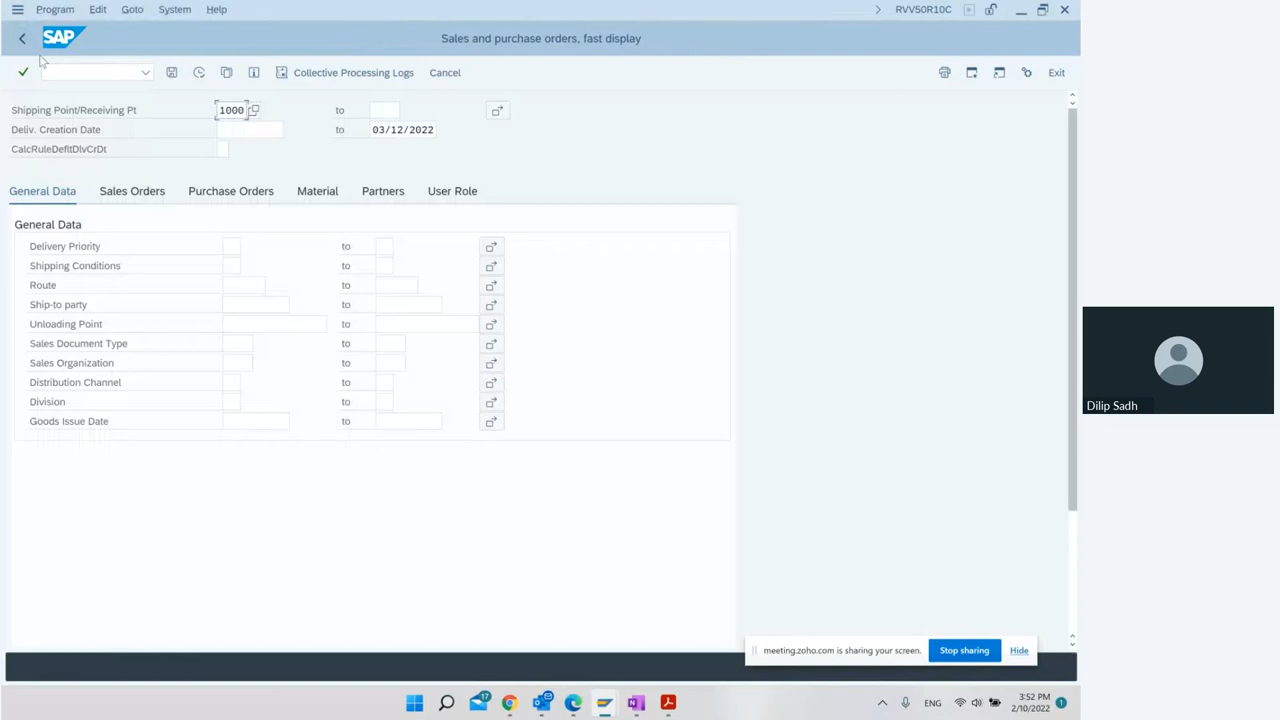 Program Edit Goto System Help RVV50R10C
SAP Sales and purchase orders, fast display
Collective Processing Logs Cancel Exit
Shipping Point/Receiving Pt 1000 to
Deliv. Creation Date to 03/12/2022
CalcRuleDefltDlvCrDt
General Data Sales Orders Purchase Orders Material Partners User Role
General Data
Delivery Priority to
Shipping Conditions to
Route to
Ship-to party to
Unloading Point to
Sales Document Type to
Sales Organization to
Distribution Channel to
Division to
Goods Issue Date to
Dilip Sadh
meeting.zoho.com is sharing your screen. Stop sharing Hide
17 ENG 3:52 PM
2/10/2022 1